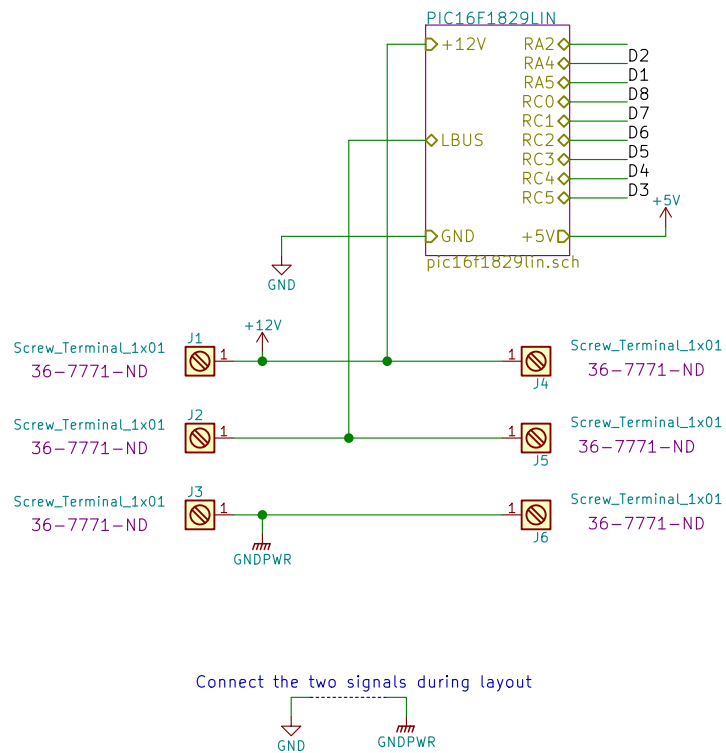 PIC16F1829LIN
+12V RA2
D2
RA4
D1
RA5
D8
RC0
D7
RC1
D6
LBUS RC2
D5
RC3
D4
RC4
D3
RC5
+5V
GND +5V
pic16f1829lin.sch
GND
+12V
Screw_Terminal_1x01 J1 1 1 Screw_Terminal_1x01
36-7771-ND 36-7771-ND
J4
Screw_Terminal_1x01 J2 1 1 Screw_Terminal_1x01
36-7771-ND 36-7771-ND
J5
Screw_Terminal_1x01 J3 1 1 Screw_Terminal_1x01
36-7771-ND 36-7771-ND
J6
GNDPWR
Connect the two signals during layout
GND GNDPWR